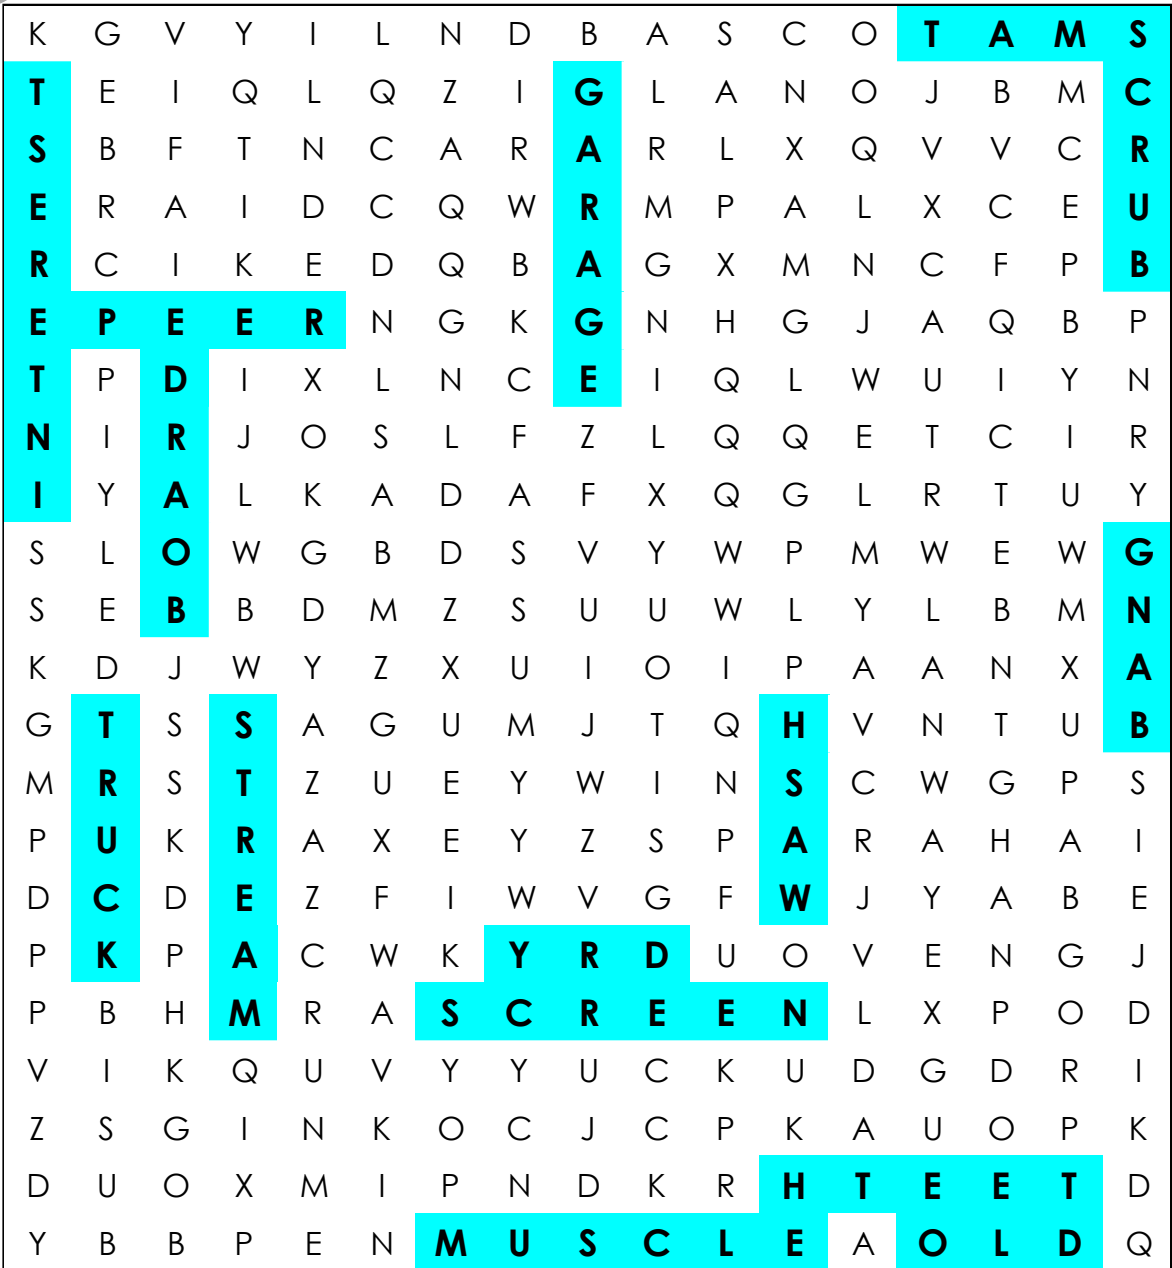 K G V Y I L N D B A S C O T A M S
T E I Q L Q Z I G L A N O J B M C
S B F T N C A R A R L X Q V V C R
E R A I D C Q W R M P A L X C E U
R C I K E D Q B A G X M N C F P B
E P E E R N G K G N H G J A Q B P
T P D I X L N C E I Q L W U I Y N
N I R J O S L F Z L Q Q E T C I R
I Y A L K A D A F X Q G L R T U Y
S L O W G B D S V Y W P M W E W G
S E B B D M Z S U U W L Y L B M N
K D J W Y Z X U I O I P A A N X A
G T S S A G U M J T Q H V N T U B
M R S T Z U E Y W I N S C W G P S
P U K R A X E Y Z S P A R A H A I
D C D E Z F I W V G F W J Y A B E
P K P A C W K Y R D U O V E N G J
P B H M R A S C R E E N L X P O D
V I K Q U V Y Y U C K U D G D R I
Z S G I N K O C J C P K A U O P K
D U O X M I P N D K R H T E E T D
Y B B P E N M U S C L E A O L D Q